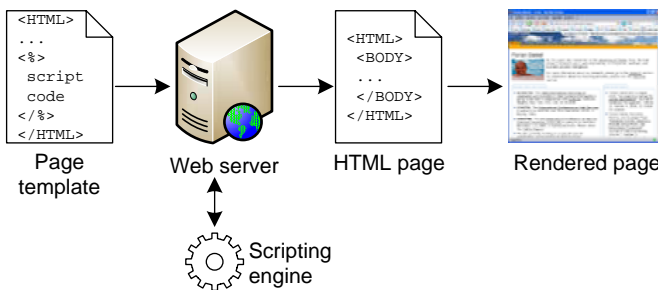 <HTML>
...
<%>
script
code
</%>
</HTML>
Page
template
Web server
<HTML>
<BODY>
...
</BODY>
</HTML>
HTML page
Rendered page
Scripting
engine